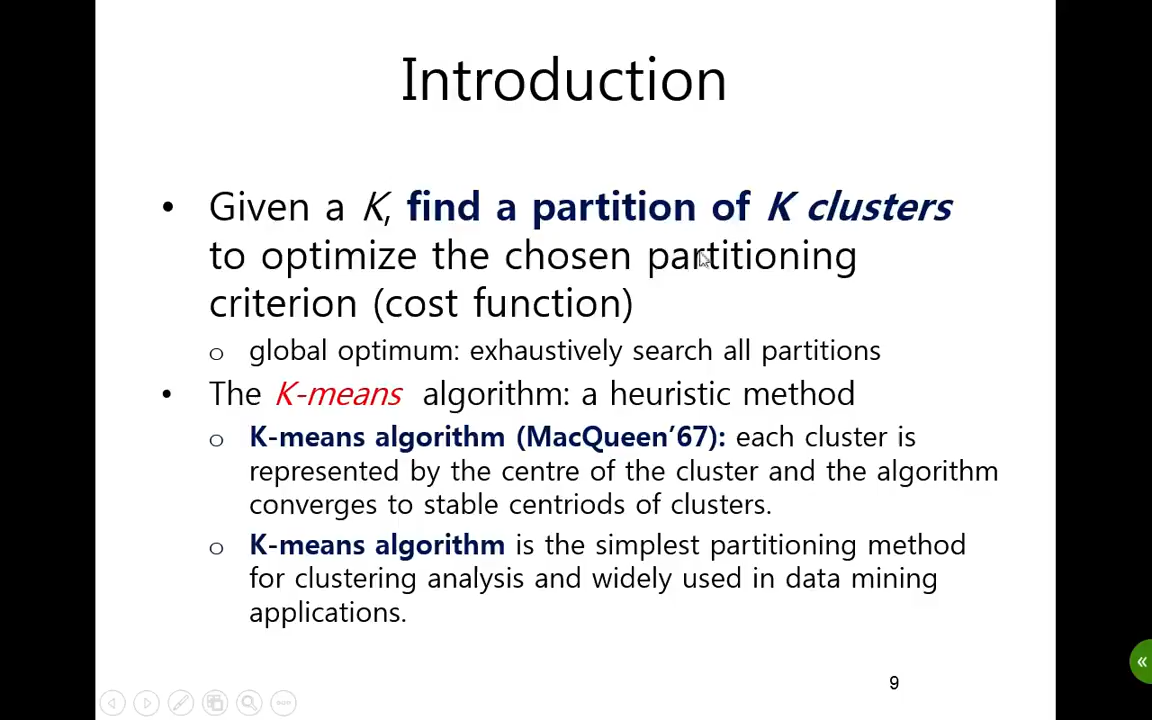 Introduction
• Given a K, find a partition of K clusters
to optimize the chosen partitioning
criterion (cost function)
o global optimum: exhaustively search all partitions
• The K-means algorithm: a heuristic method
o K-means algorithm (MacQueen’67): each cluster is
represented by the centre of the cluster and the algorithm
converges to stable centriods of clusters.
o K-means algorithm is the simplest partitioning method
for clustering analysis and widely used in data mining
applications.
9